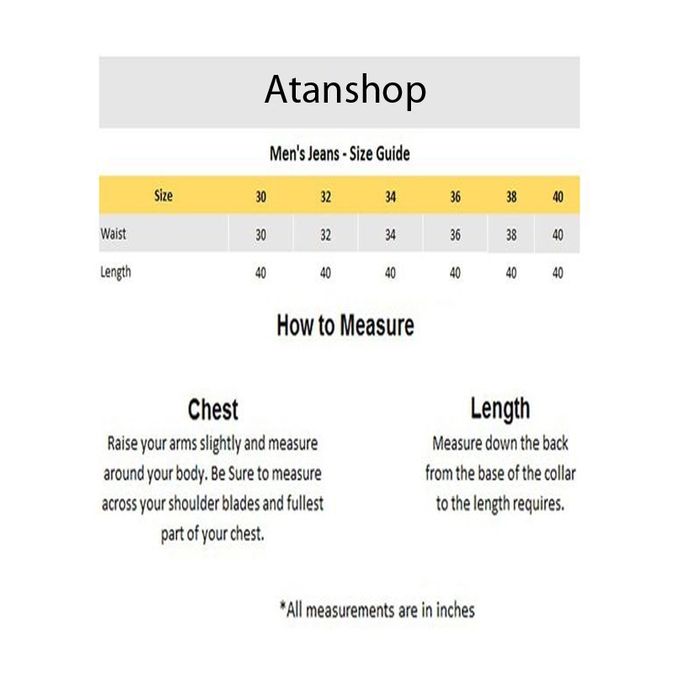 Atanshop
Men's Jeans - Size Guide
Size 30 32 34 36 38 40
Waist 30 32 34 36 38 40
Length 40 40 40 40 40 40
How to Measure
Chest
Raise your arms slightly and measure
around your body. Be Sure to measure
across your shoulder blades and fullest
part of your chest.
Length
Measure down the back
from the base of the collar
to the length requires.
*All measurements are in inches